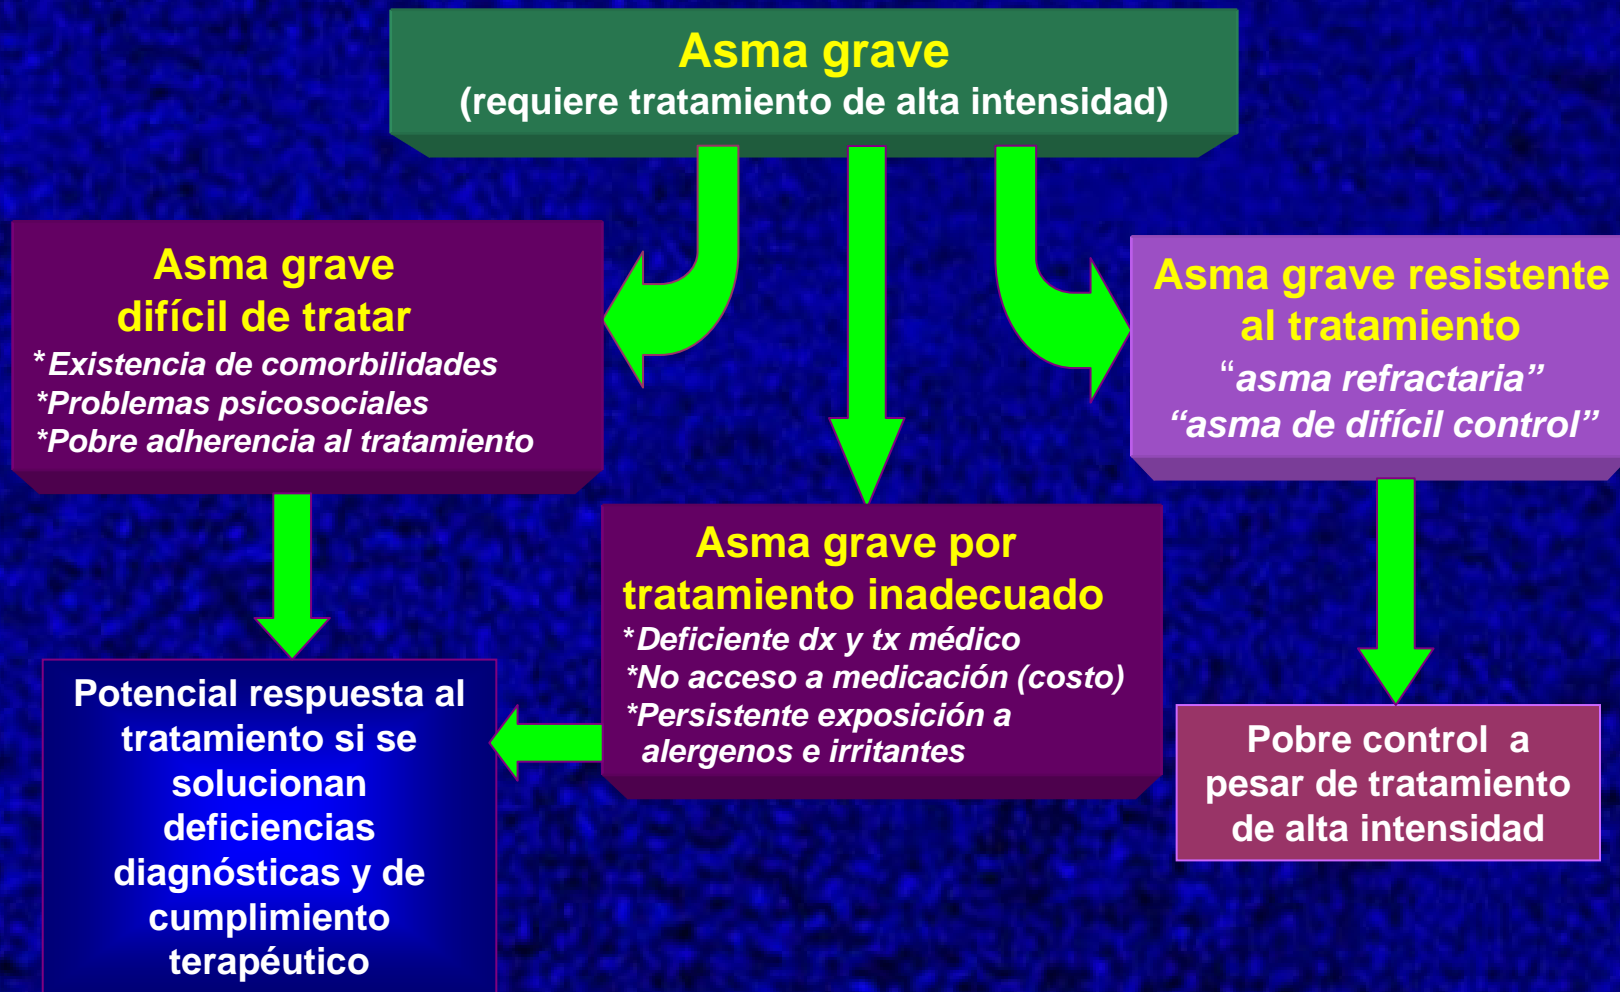 Asma grave
(requiere tratamiento de alta intensidad)
Asma grave
difícil de tratar
*Existencia de comorbilidades
*Problemas psicosociales
*Pobre adherencia al tratamiento
Asma grave por
tratamiento inadecuado
*Deficiente dx y tx médico
*No acceso a medicación (costo)
*Persistente exposición a
alergenos e irritantes
Asma grave resistente
al tratamiento
“asma refractaria”
“asma de difícil control”
Potencial respuesta al
tratamiento si se
solucionan
deficiencias
diagnósticas y de
cumplimiento
terapéutico
Pobre control a
pesar de tratamiento
de alta intensidad